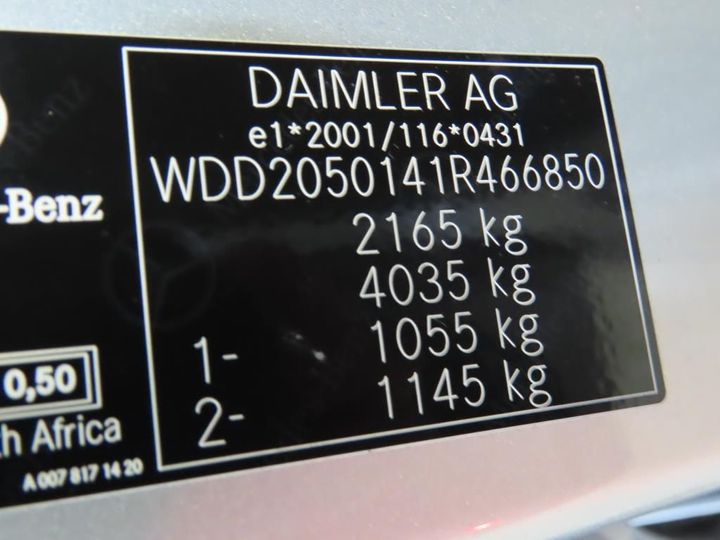 DAIMLER AG
e1*2001/116*0431
WDD2050141R466850
2165 kg
4035 kg
1- 1055 kg
2- 1145 kg
-Benz
0,50
h Africa
A 007 817 14 20